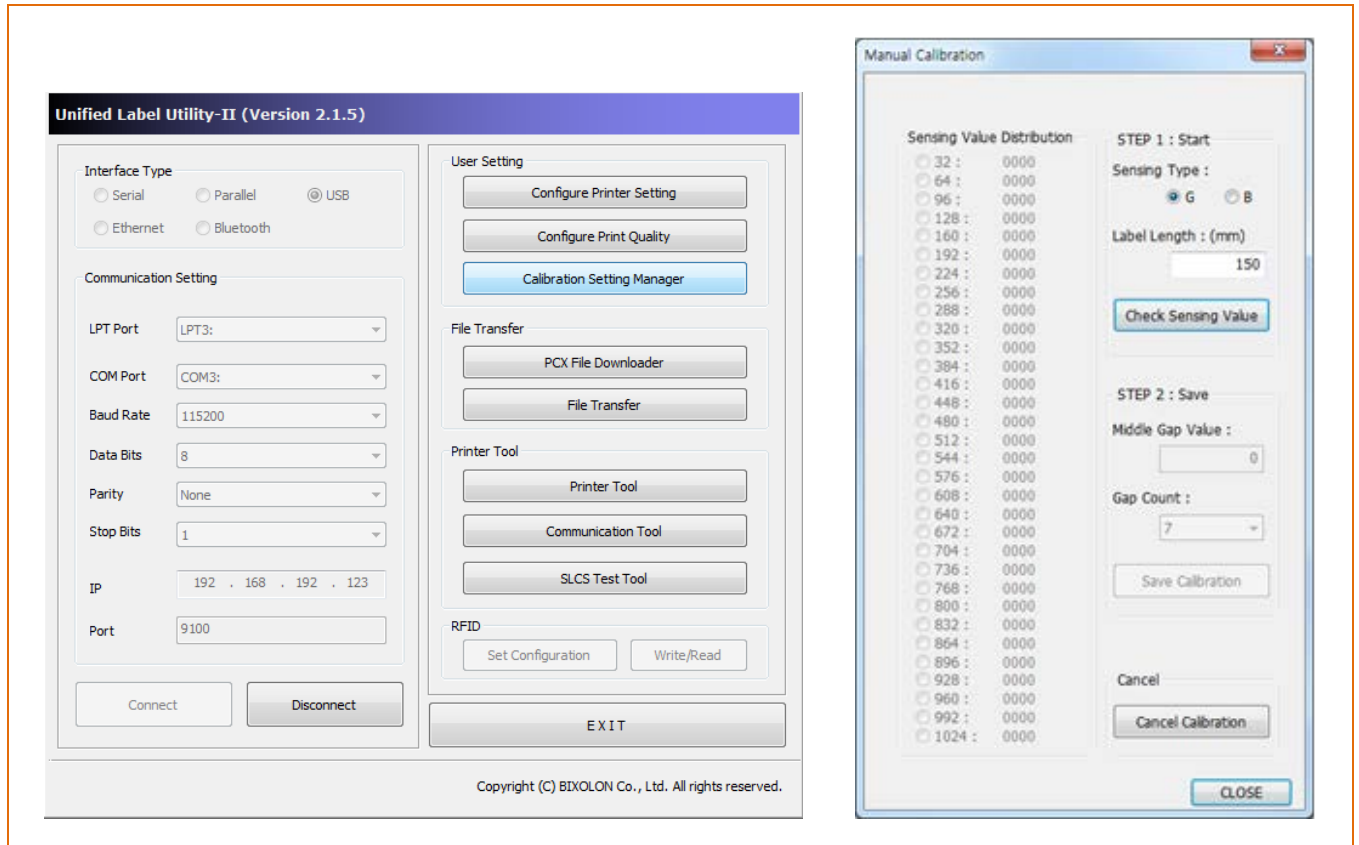 Unified Label Utility-II (Version 2.1.5)
Interface Type
Serial Parallel USB
Ethernet Bluetooth
Communication Setting
LPT Port LPT3:
COM Port COM3:
Baud Rate 115200
Data Bits 8
Parity None
Stop Bits 1
IP 192 . 168 . 192 . 123
Port 9100
Connect Disconnect
User Setting
Configure Printer Setting
Configure Print Quality
Calibration Setting Manager
File Transfer
PCX File Downloader
File Transfer
Printer Tool
Printer Tool
Communication Tool
SLCS Test Tool
RFID
Set Configuration Write/Read
EXIT
Copyright (C) BIXOLON Co., Ltd. All rights reserved.
Manual Calibration
Sensing Value Distribution
32 : 0000
64 : 0000
96 : 0000
128 : 0000
160 : 0000
192 : 0000
224 : 0000
256 : 0000
288 : 0000
320 : 0000
352 : 0000
384 : 0000
416 : 0000
448 : 0000
480 : 0000
512 : 0000
544 : 0000
576 : 0000
608 : 0000
640 : 0000
672 : 0000
704 : 0000
736 : 0000
768 : 0000
800 : 0000
832 : 0000
864 : 0000
896 : 0000
928 : 0000
960 : 0000
992 : 0000
1024 : 0000
STEP 1 : Start
Sensing Type :
G B
Label Length : (mm)
150
Check Sensing Value
STEP 2 : Save
Middle Gap Value :
0
Gap Count :
7
Save Calibration
Cancel
Cancel Calibration
CLOSE